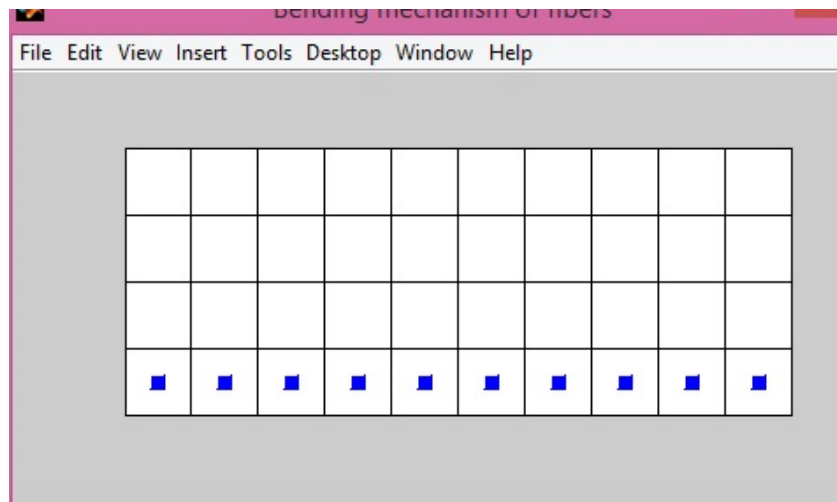 Bending mechanism of fibers
File Edit View Insert Tools Desktop Window Help